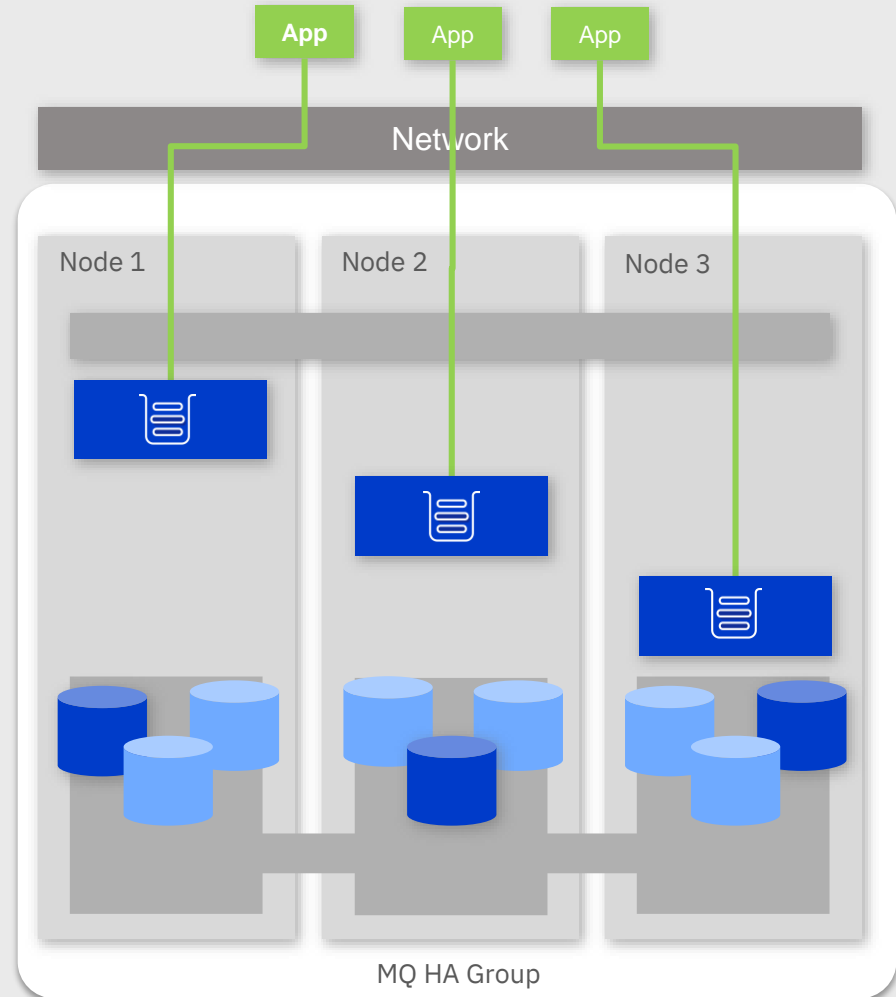 App
App
App
Network
Node 1
Node 2
Node 3
MQ HA Group